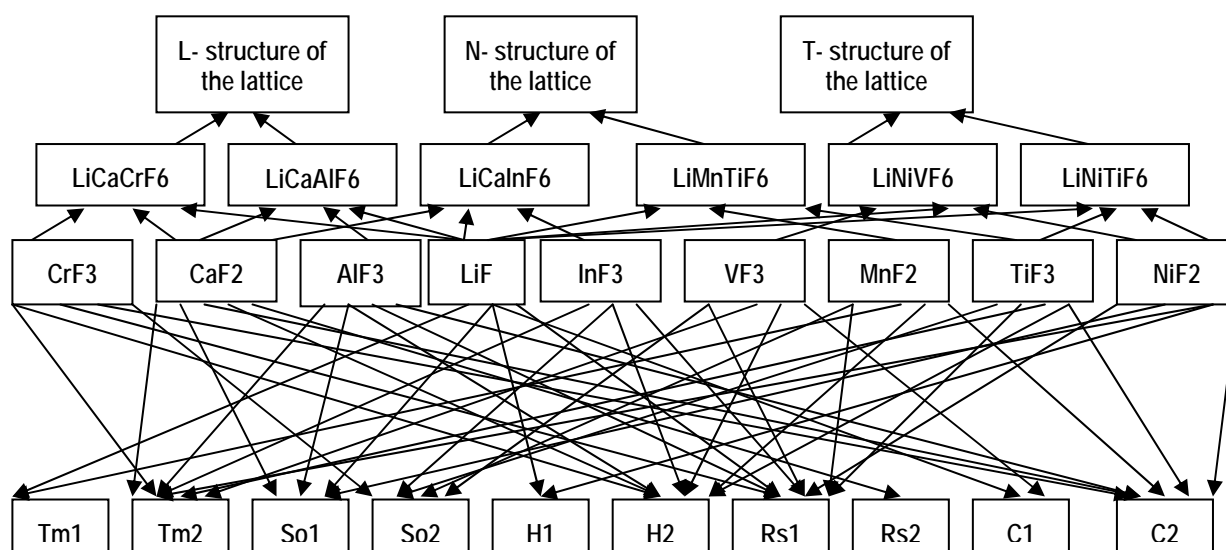 L- structure of
the lattice
N- structure of
the lattice
T- structure of
the lattice
LiCaCrF6
LiCaAlF6
LiCaInF6
LiMnTiF6
LiNiVF6
LiNiTiF6
CrF3
CaF2
AlF3
LiF
InF3
VF3
MnF2
TiF3
NiF2
Tm1
Tm2
So1
So2
H1
H2
Rs1
Rs2
C1
C2